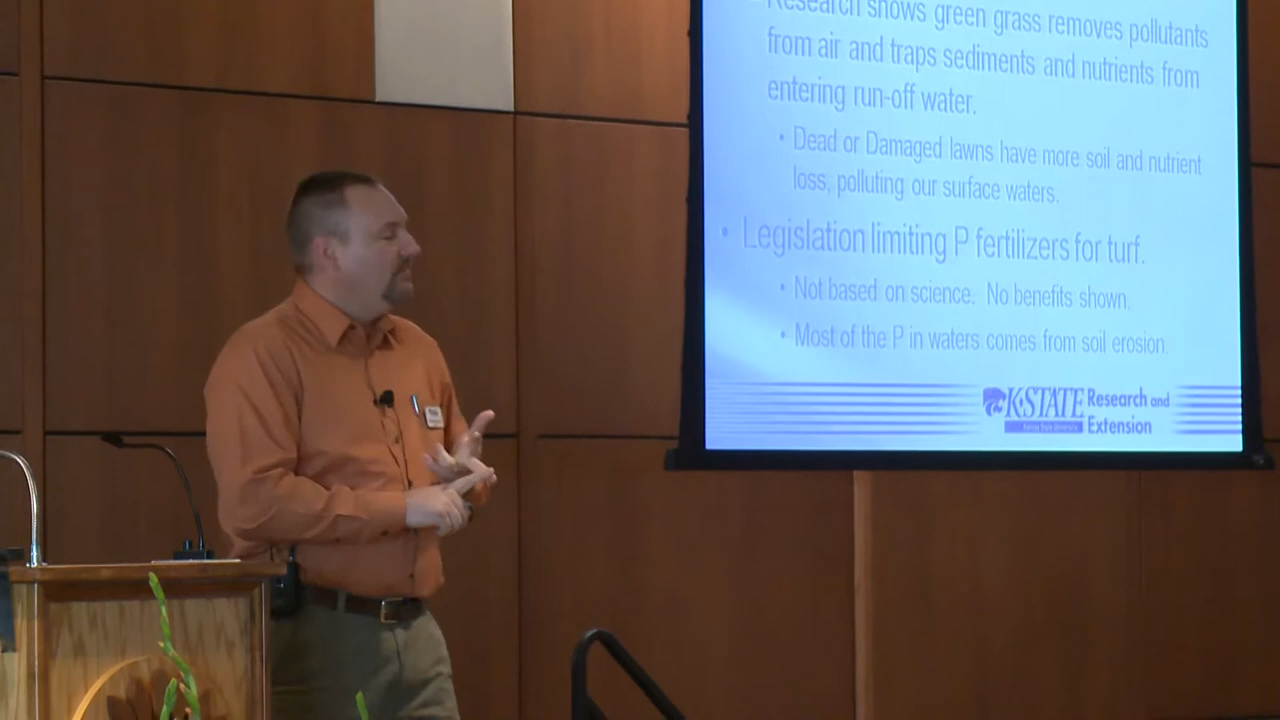 Research shows green grass removes pollutants
from air and traps sediments and nutrients from
entering run-off water.
• Dead or Damaged lawns have more soil and nutrient
loss, polluting our surface waters.
• Legislation limiting P fertilizers for turf.
• Not based on science. No benefits shown.
• Most of the P in waters comes from soil erosion.
K-STATE Research and
Kansas State University Extension